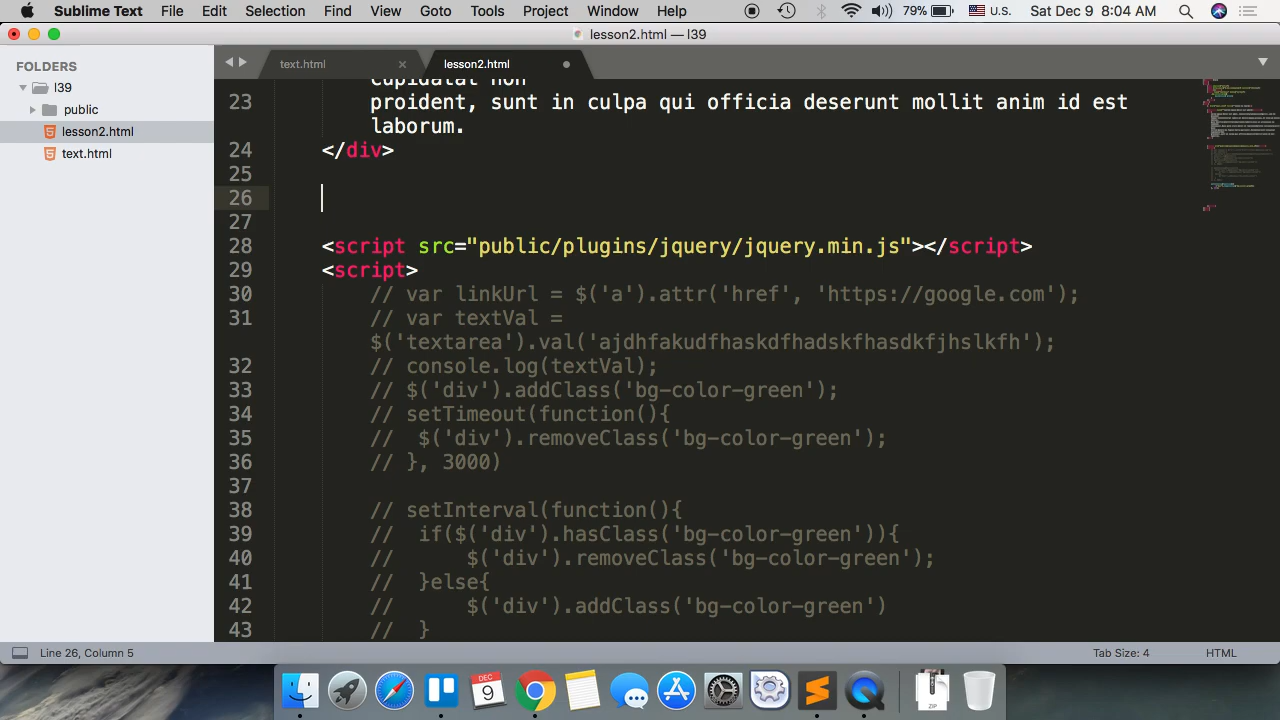 Sublime Text File Edit Selection Find View Goto Tools Project Window Help 79% U.S. Sat Dec 9 8:04 AM
lesson2.html — l39
FOLDERS
l39
public
lesson2.html
text.html
text.html lesson2.html
Cupidatat non
23 proident, sunt in culpa qui officia deserunt mollit anim id est
laborum.
24 </div>
25
26
27
28 <script src="public/plugins/jquery/jquery.min.js"></script>
29 <script>
30 // var linkUrl = $('a').attr('href', 'https://google.com');
31 // var textVal =
$('textarea').val('ajdhfakudfhaskdfhadskfhasdkfjhslkfh');
32 // console.log(textVal);
33 // $('div').addClass('bg-color-green');
34 // setTimeout(function(){
35 // $('div').removeClass('bg-color-green');
36 // }, 3000)
37
38 // setInterval(function(){
39 // if($('div').hasClass('bg-color-green')){
40 // $('div').removeClass('bg-color-green');
41 // }else{
42 // $('div').addClass('bg-color-green')
43 // }
Line 26, Column 5 Tab Size: 4 HTML
DEC
9
ZIP